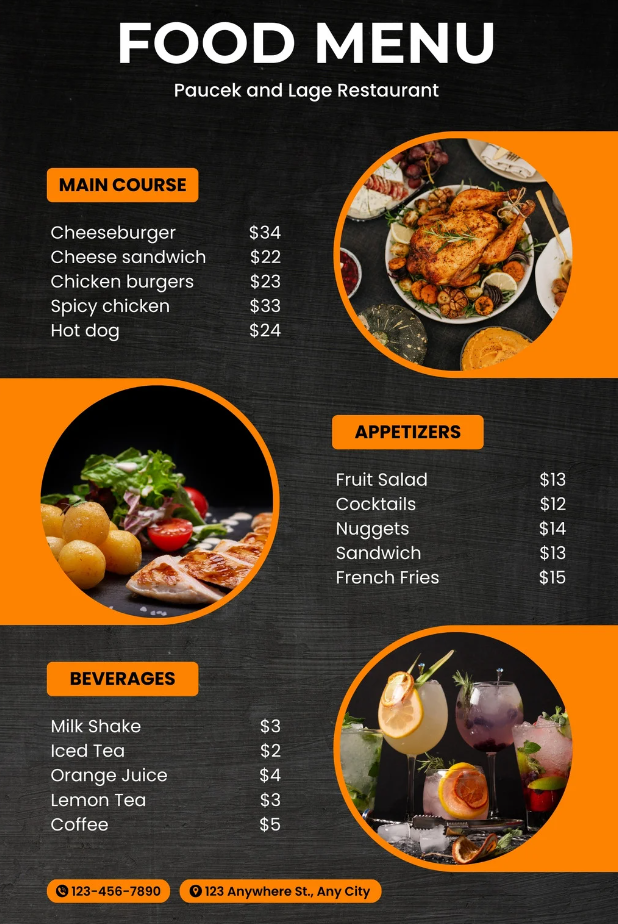 FOOD MENU
Paucek and Lage Restaurant
MAIN COURSE
Cheeseburger $34
Cheese sandwich $22
Chicken burgers $23
Spicy chicken $33
Hot dog $24
APPETIZERS
Fruit Salad $13
Cocktails $12
Nuggets $14
Sandwich $13
French Fries $15
BEVERAGES
Milk Shake $3
Iced Tea $2
Orange Juice $4
Lemon Tea $3
Coffee $5
123-456-7890 123 Anywhere St., Any City